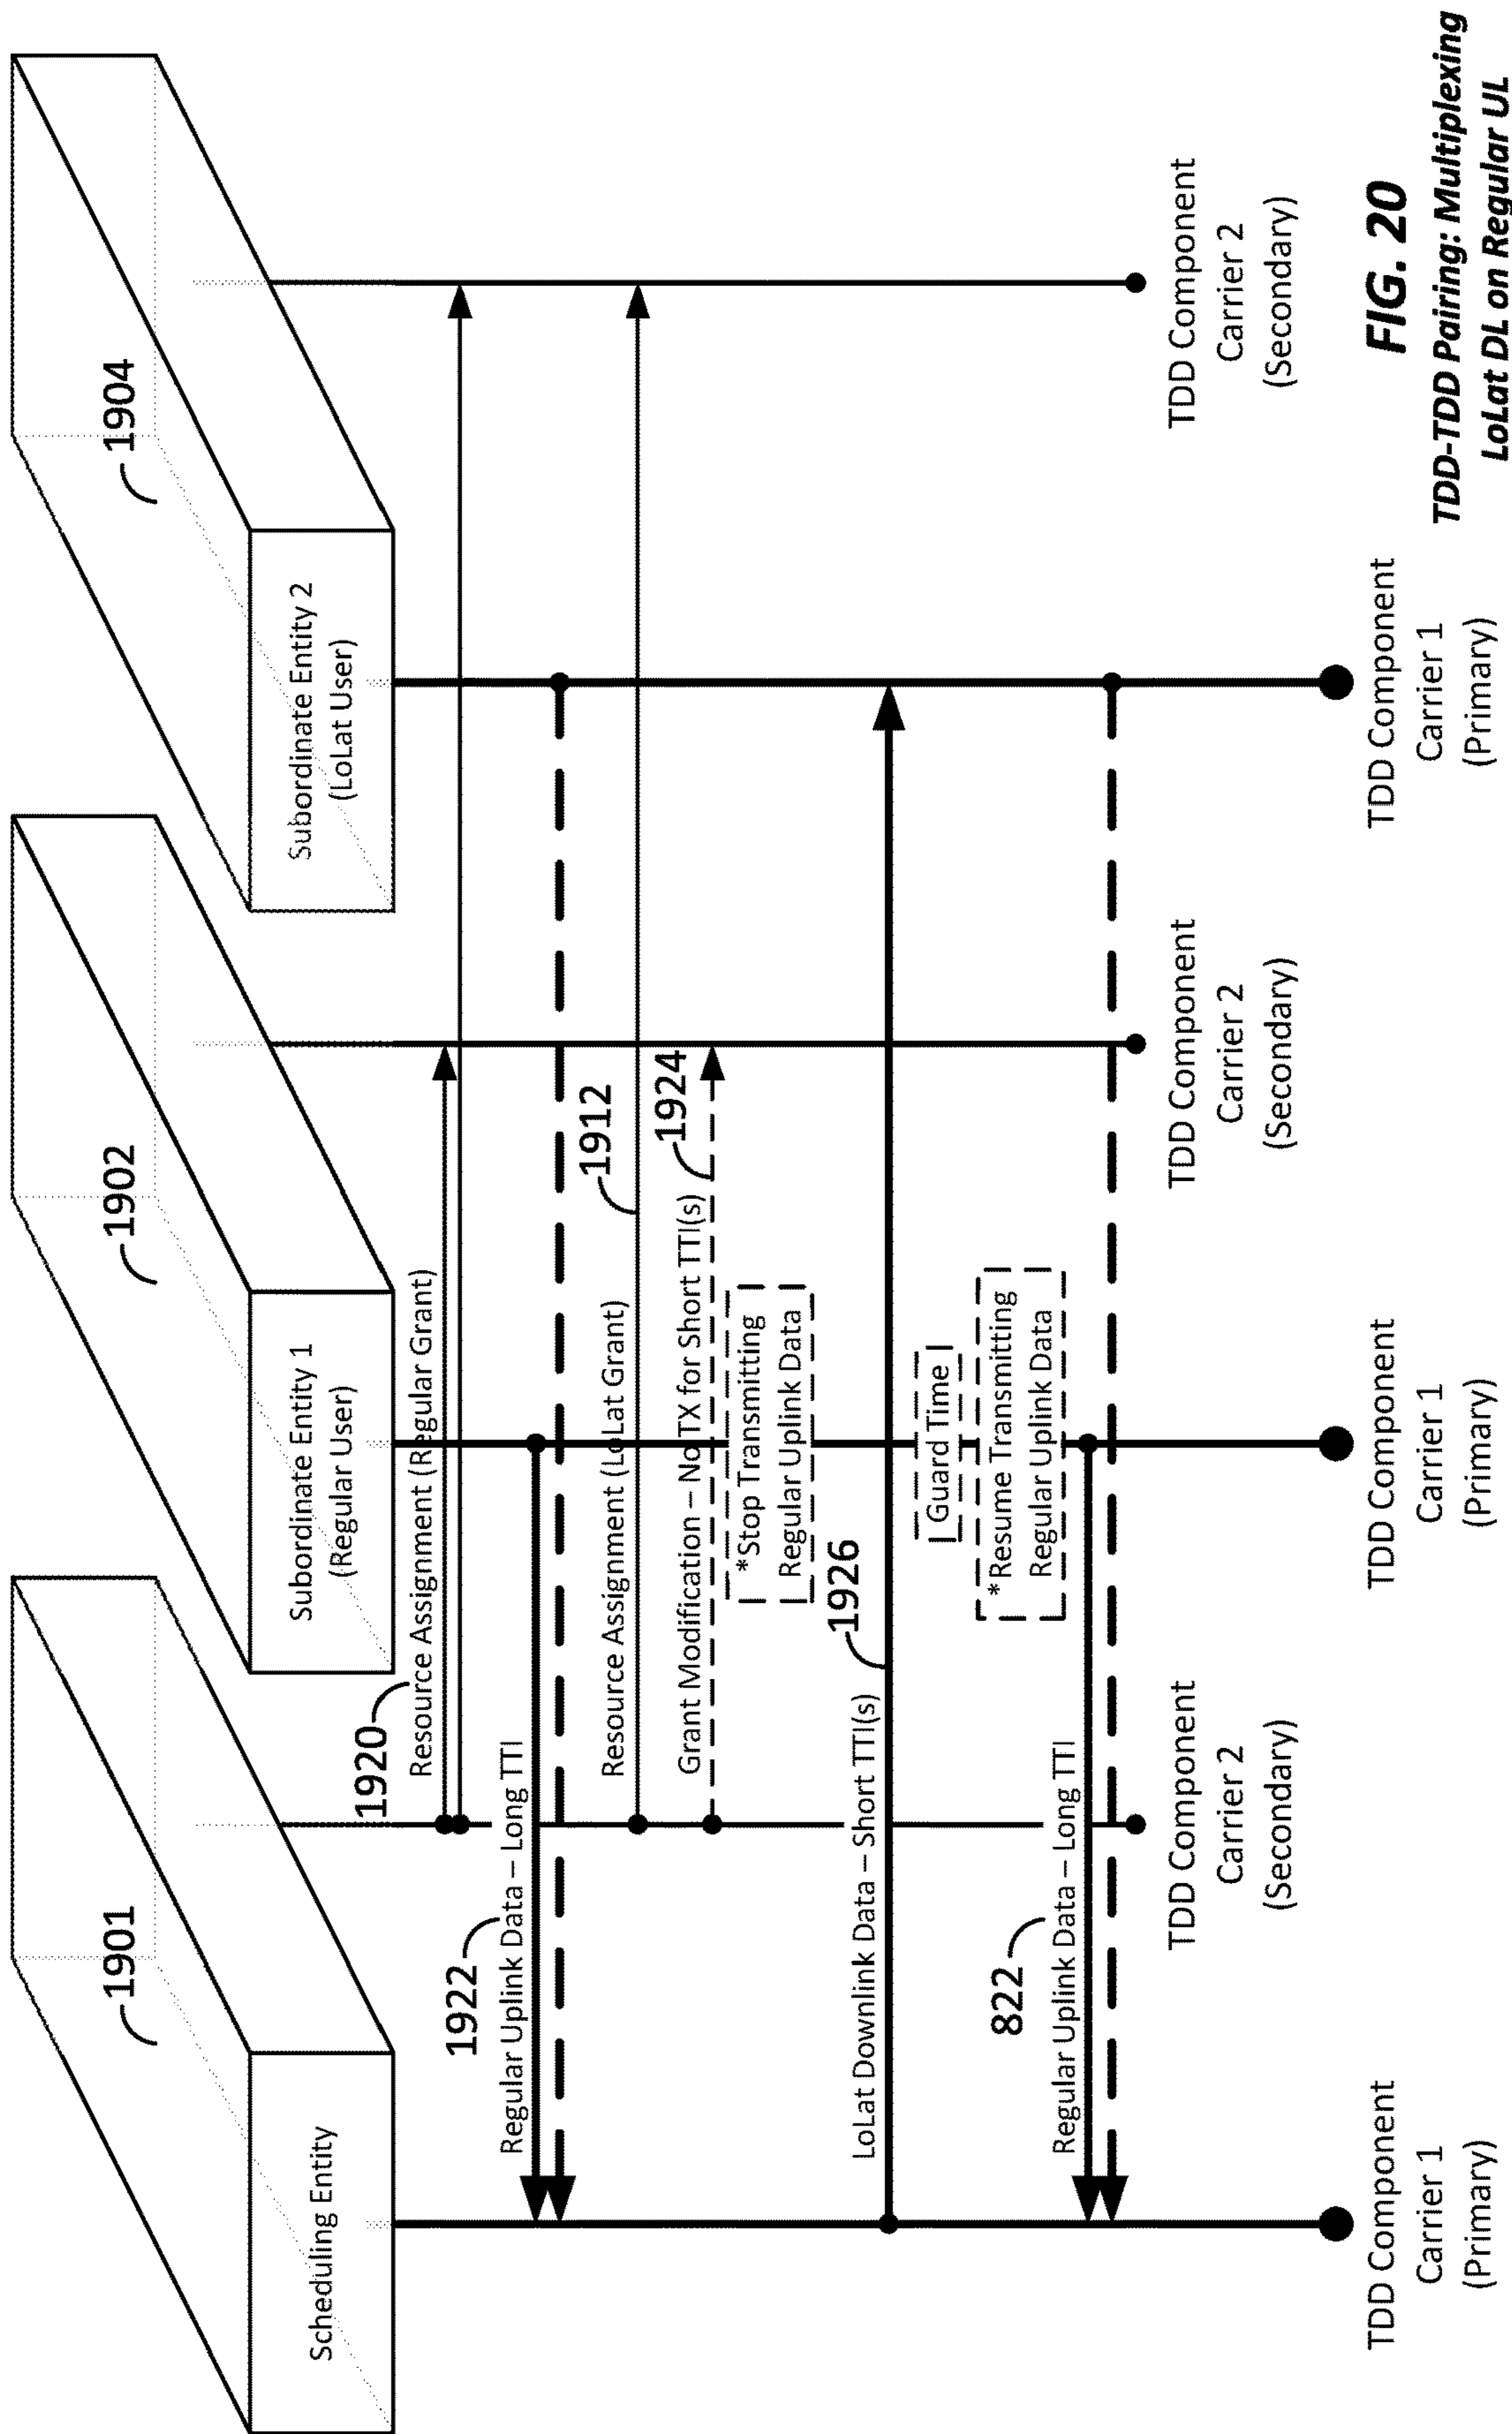 1901
1902
1904
Scheduling Entity
Subordinate Entity 1
(Regular User)
Subordinate Entity 2
(LoLat User)
1920
Resource Assignment (Regular Grant)
1922
Regular Uplink Data – Long TTI
1912
Resource Assignment (LoLat Grant)
1924
Grant Modification – No TX for Short TTI(s)
*Stop Transmitting
Regular Uplink Data
1926
LoLat Downlink Data – Short TTI(s)
Guard Time
*Resume Transmitting
Regular Uplink Data
822
Regular Uplink Data – Long TTI
TDD Component
Carrier 1
(Primary)
TDD Component
Carrier 2
(Secondary)
TDD Component
Carrier 1
(Primary)
TDD Component
Carrier 2
(Secondary)
TDD Component
Carrier 1
(Primary)
TDD Component
Carrier 2
(Secondary)
FIG. 20
TDD-TDD Pairing: Multiplexing
LoLat DL on Regular UL